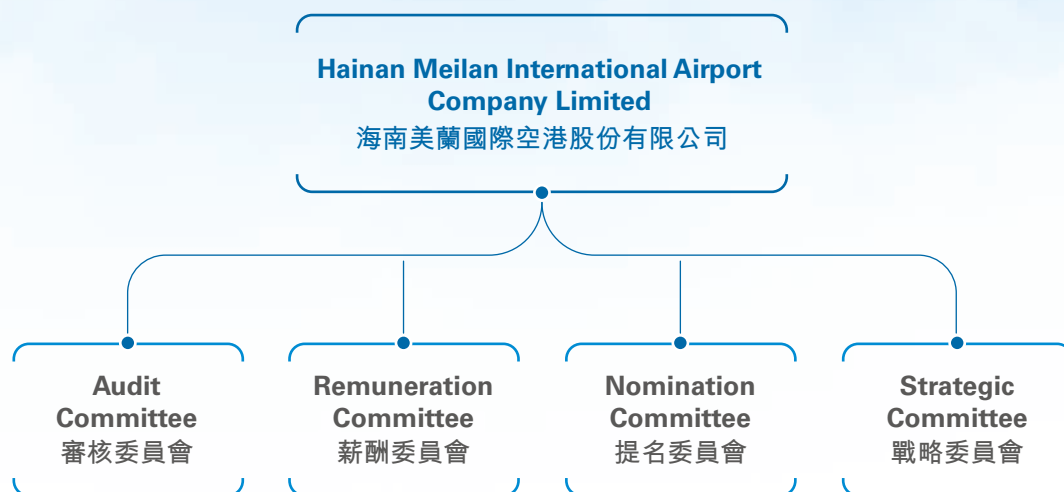 Hainan Meilan International Airport
Company Limited
海南美蘭國際空港股份有限公司
Audit
Committee
審核委員會
Remuneration
Committee
薪酬委員會
Nomination
Committee
提名委員會
Strategic
Committee
戰略委員會